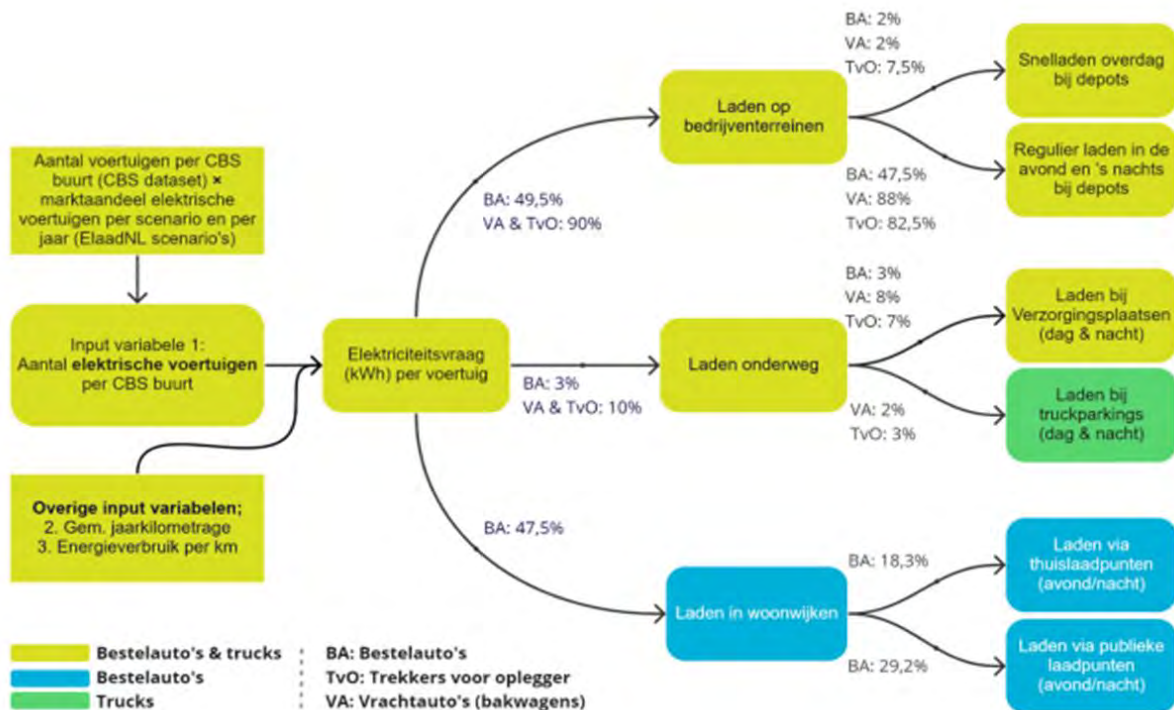 Aantal voertuigen per CBS
buurt (CBS dataset) ×
marktaandeel elektrische
voertuigen per scenario en per
jaar (ElaadNL scenario's)
Input variabele 1:
Aantal elektrische voertuigen
per CBS buurt
Overige input variabelen;
2. Gem. jaarkilometrage
3. Energieverbruik per km
Elektriciteitsvraag
(kWh) per voertuig
BA: 49,5%
VA & TvO: 90%
BA: 3%
VA & TvO: 10%
BA: 47,5%
Laden op
bedrijventerreinen
BA: 2%
VA: 2%
TvO: 7,5%
Snelladen overdag
bij depots
BA: 47,5%
VA: 88%
TvO: 82,5%
Regulier laden in de
avond en 's nachts
bij depots
Laden onderweg
BA: 3%
VA: 8%
TvO: 7%
Laden bij
Verzorgingsplaatsen
(dag & nacht)
VA: 2%
TvO: 3%
Laden bij
truckparkings
(dag & nacht)
Laden in woonwijken
BA: 18,3%
Laden via
thuislaadpunten
(avond/nacht)
BA: 29,2%
Laden via publieke
laadpunten
(avond/nacht)
Bestelauto's & trucks
Bestelauto's
Trucks
BA: Bestelauto's
TvO: Trekkers voor oplegger
VA: Vrachtauto's (bakwagens)